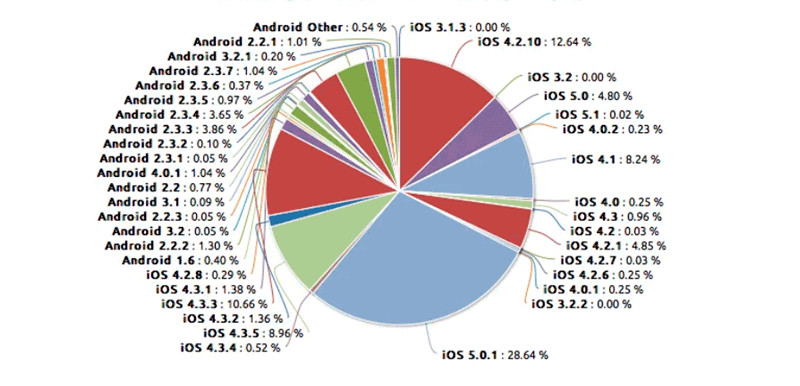 Android Other : 0.54 %
Android 2.2.1 : 1.01 %
Android 3.2.1 : 0.20 %
Android 2.3.7 : 1.04 %
Android 2.3.6 : 0.37 %
Android 2.3.5 : 0.97 %
Android 2.3.4 : 3.65 %
Android 2.3.3 : 3.86 %
Android 2.3.2 : 0.10 %
Android 2.3.1 : 0.05 %
Android 4.0.1 : 1.04 %
Android 2.2 : 0.77 %
Android 3.1 : 0.09 %
Android 2.2.3 : 0.05 %
Android 3.2 : 0.05 %
Android 2.2.2 : 1.30 %
Android 1.6 : 0.40 %
iOS 4.2.8 : 0.29 %
iOS 4.3.1 : 1.38 %
iOS 4.3.3 : 10.66 %
iOS 4.3.2 : 1.36 %
iOS 4.3.5 : 8.96 %
iOS 4.3.4 : 0.52 %
iOS 3.1.3 : 0.00 %
iOS 4.2.10 : 12.64 %
iOS 3.2 : 0.00 %
iOS 5.0 : 4.80 %
iOS 5.1 : 0.02 %
iOS 4.0.2 : 0.23 %
iOS 4.1 : 8.24 %
iOS 4.0 : 0.25 %
iOS 4.3 : 0.96 %
iOS 4.2 : 0.03 %
iOS 4.2.1 : 4.85 %
iOS 4.2.7 : 0.03 %
iOS 4.2.6 : 0.25 %
iOS 4.0.1 : 0.25 %
iOS 3.2.2 : 0.00 %
iOS 5.0.1 : 28.64 %